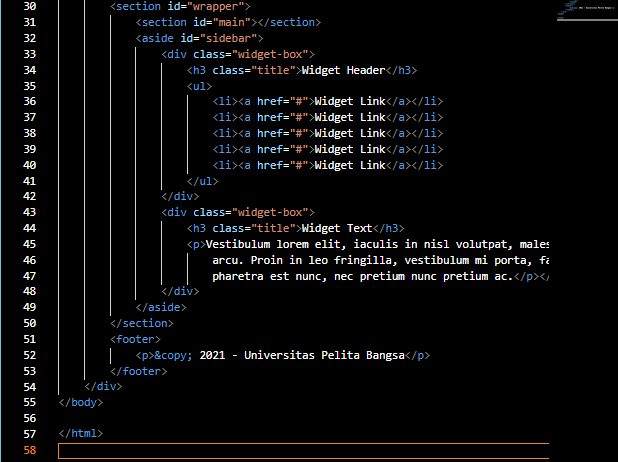 30 <section id="wrapper">
31 <section id="main"></section>
32 <aside id="sidebar">
33 <div class="widget-box">
34 <h3 class="title">Widget Header</h3>
35 <ul>
36 <li><a href="#">Widget Link</a></li>
37 <li><a href="#">Widget Link</a></li>
38 <li><a href="#">Widget Link</a></li>
39 <li><a href="#">Widget Link</a></li>
40 <li><a href="#">Widget Link</a></li>
41 </ul>
42 </div>
43 <div class="widget-box">
44 <h3 class="title">Widget Text</h3>
45 <p>Vestibulum lorem elit, iaculis in nisl volutpat, males
46 arcu. Proin in leo fringilla, vestibulum mi porta, fa
47 pharetra est nunc, nec pretium nunc pretium ac.</p></
48 </div>
49 </aside>
50 </section>
51 <footer>
52 <p>&copy; 2021 - Universitas Pelita Bangsa</p>
53 </footer>
54 </div>
55 </body>
56
57 </html>
58